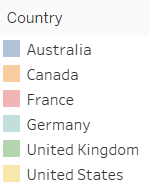 Country
Australia
Canada
France
Germany
United Kingdom
United States